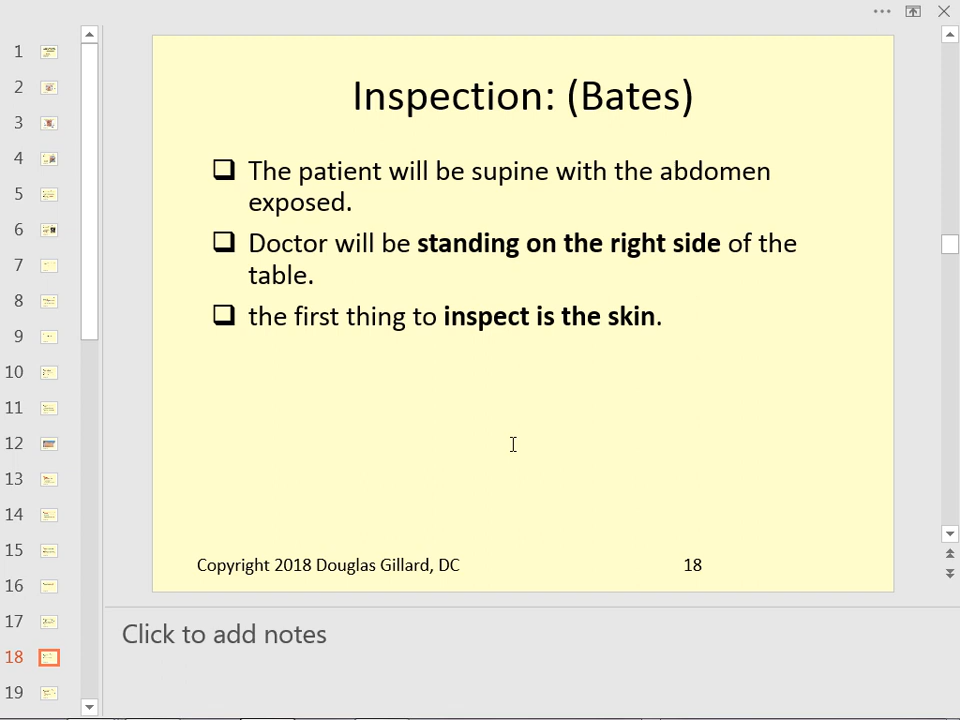 1
2
3
4
5
6
7
8
9
10
11
12
13
14
15
16
17
18
19
Inspection: (Bates)
The patient will be supine with the abdomen
exposed.
Doctor will be standing on the right side of the
table.
the first thing to inspect is the skin.
Copyright 2018 Douglas Gillard, DC 18
Click to add notes